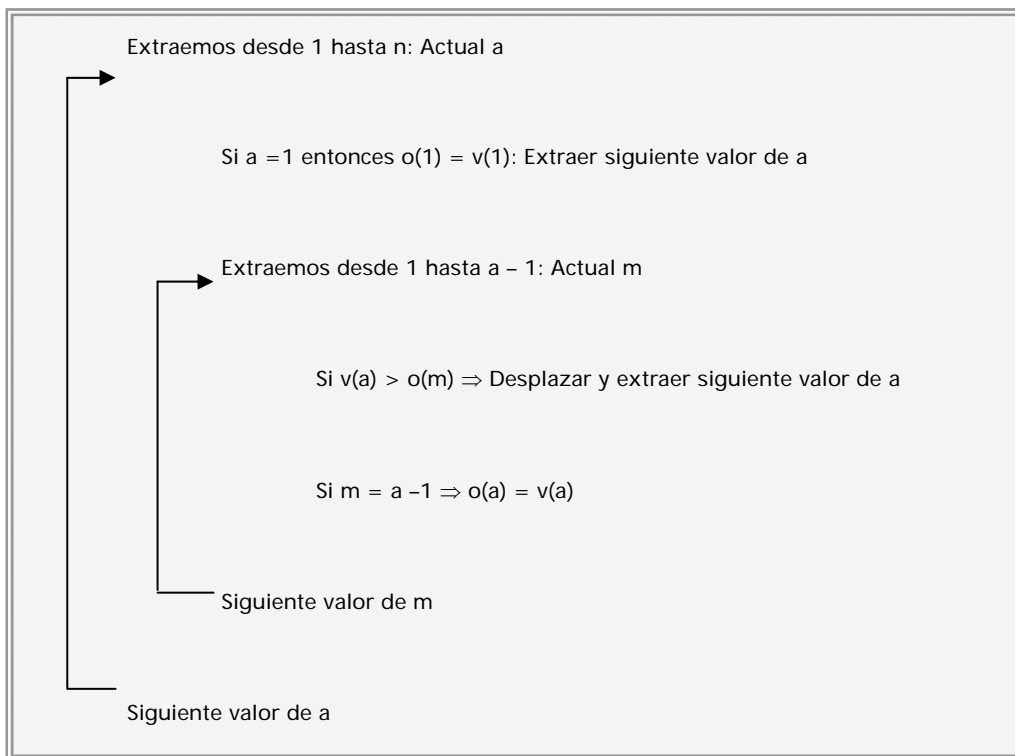 Extraemos desde 1 hasta n: Actual a
Si a =1 entonces o(1) = v(1): Extraer siguiente valor de a
Extraemos desde 1 hasta a – 1: Actual m
Si v(a) > o(m) ⇒ Desplazar y extraer siguiente valor de a
Si m = a –1 ⇒ o(a) = v(a)
Siguiente valor de m
Siguiente valor de a